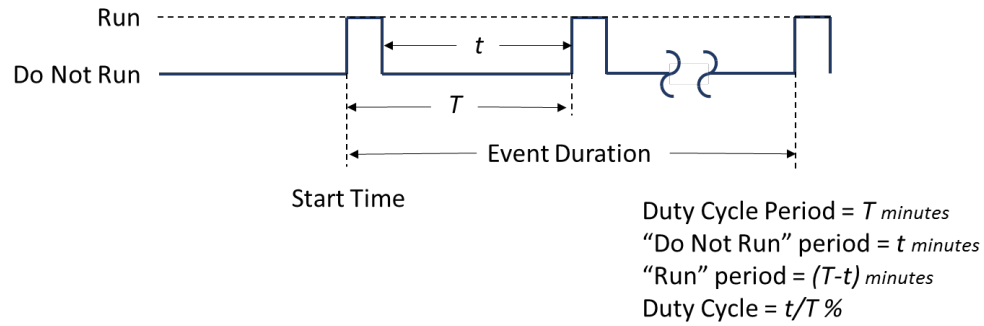 Run
t
Do Not Run
T
Event Duration
Start Time
Duty Cycle Period = T minutes
“Do Not Run” period = t minutes
“Run” period = (T-t) minutes
Duty Cycle = t/T %